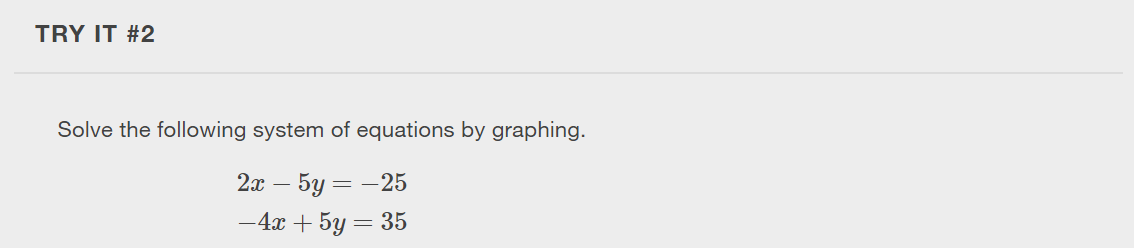 TRY IT #2
Solve the following system of equations by graphing.
2x − 5y = −25
−4x + 5y = 35